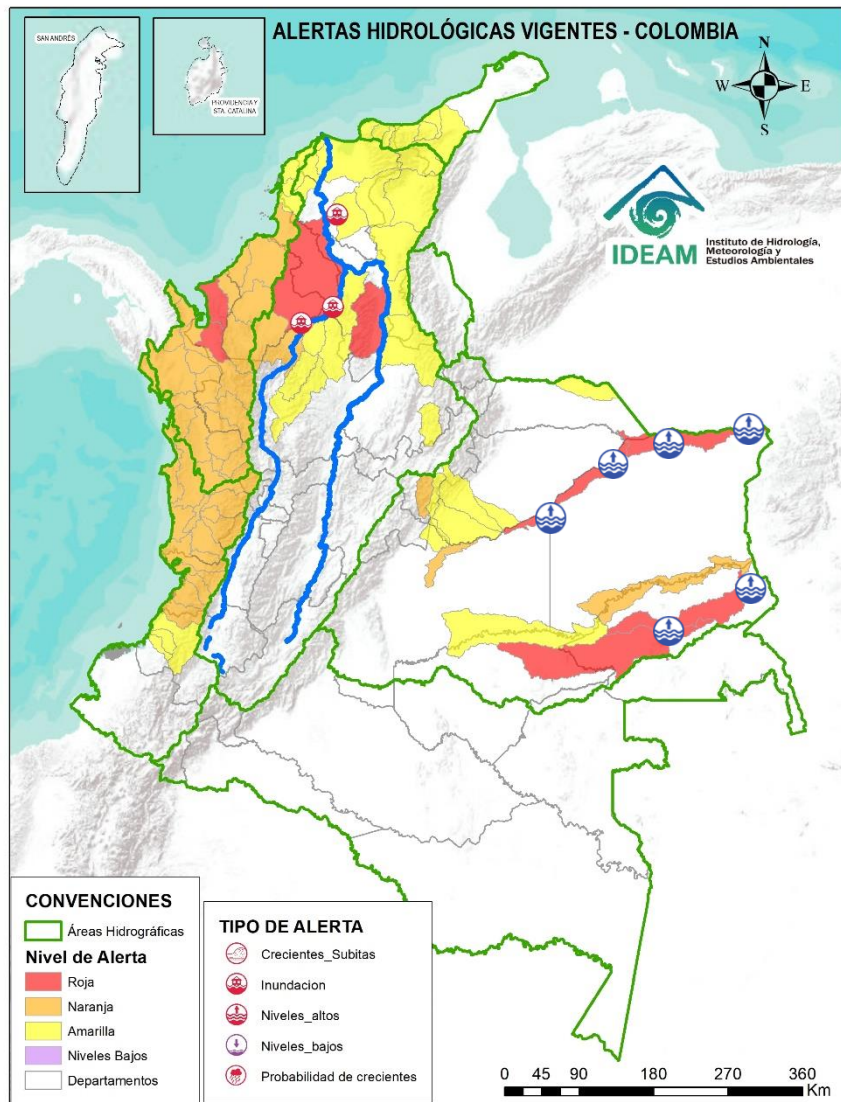 ALERTAS HIDROLÓGICAS VIGENTES - COLOMBIA
SAN ANDRÉS
PROVIDENCIA Y
STA. CATALINA
N
W
E
S
IDEAM
Instituto de Hidrología,
Meteorología y
Estudios Ambientales
CONVENCIONES
Áreas Hidrográficas
Nivel de Alerta
Roja
Naranja
Amarilla
Niveles Bajos
Departamentos
TIPO DE ALERTA
Crecientes_Subitas
Inundacion
Niveles_altos
Niveles_bajos
Probabilidad de crecientes
0 45 90 180 270 360
Km